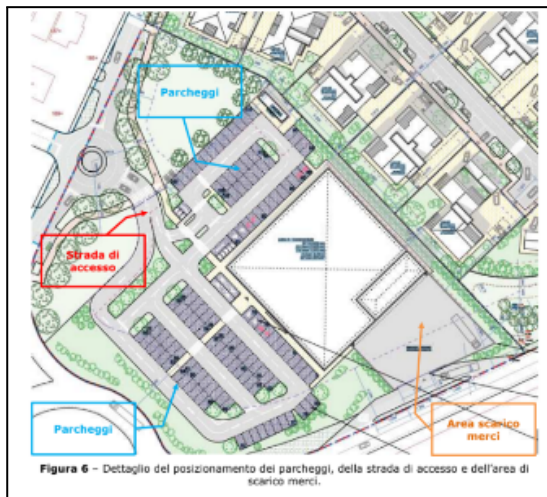 Parcheggi
Strada di
accesso
Parcheggi
Area scarico
merci
Figura 6 – Dettaglio del posizionamento dei parcheggi, della strada di accesso e dell'area di
scarico merci.